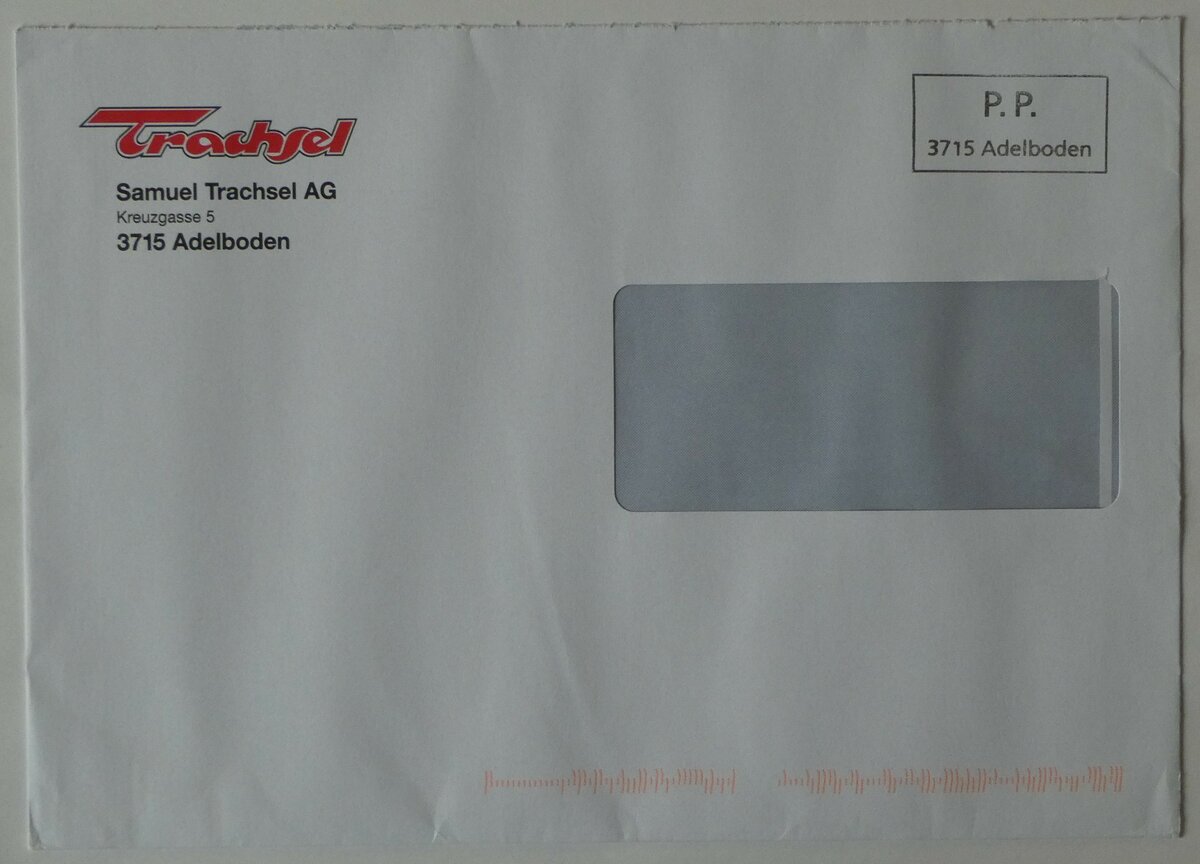 Trachsel
Samuel Trachsel AG
Kreuzgasse 5
3715 Adelboden
P. P.
3715 Adelboden